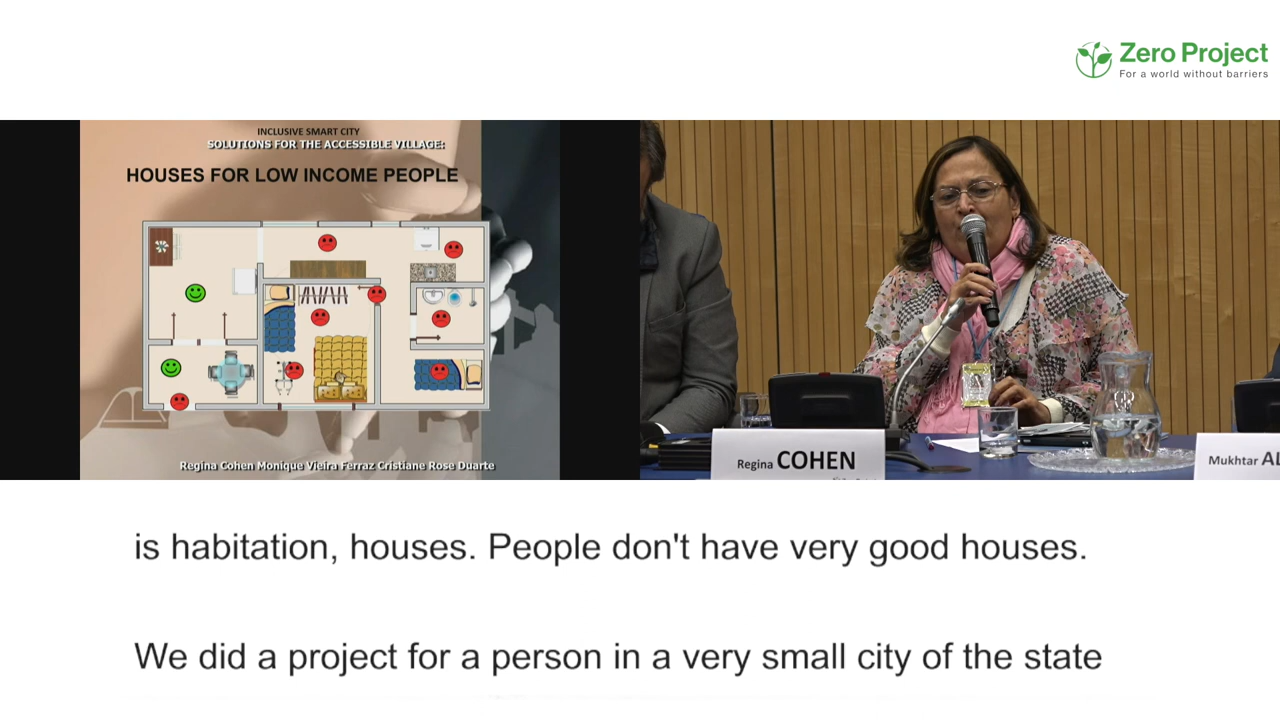 Zero Project
For a world without barriers
INCLUSIVE SMART CITY
SOLUTIONS FOR THE ACCESSIBLE VILLAGE:
HOUSES FOR LOW INCOME PEOPLE
Regina Cohen Monique Vieira Ferraz Cristiane Rose Duarte
Regina COHEN
Mukhtar AL
is habitation, houses. People don't have very good houses.
We did a project for a person in a very small city of the state